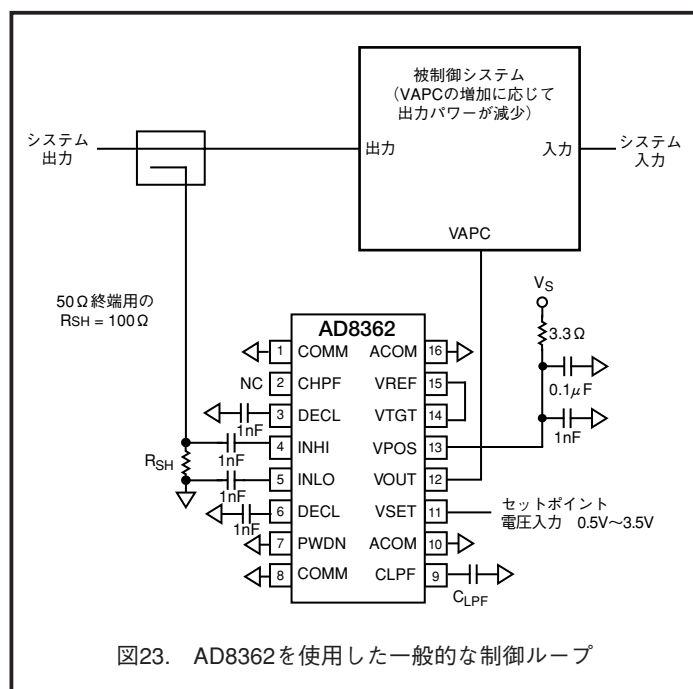 被制御システム
（VAPCの増加に応じて
出力パワーが減少）
システム
出力
出力
入力
システム
入力
VAPC
50Ω終端用の
RSH = 100Ω
VS
3.3Ω
0.1μF
1nF
AD8362
1 COMM
ACOM 16
NC 2 CHPF
VREF 15
3 DECL
VTGT 14
1nF
4 INHI
VPOS 13
1nF
RSH
5 INLO
VOUT 12
1nF
6 DECL
VSET 11
1nF
セットポイント
電圧入力 0.5V～3.5V
7 PWDN
ACOM 10
8 COMM
CLPF 9
CLPF
図23. AD8362を使用した一般的な制御ループ